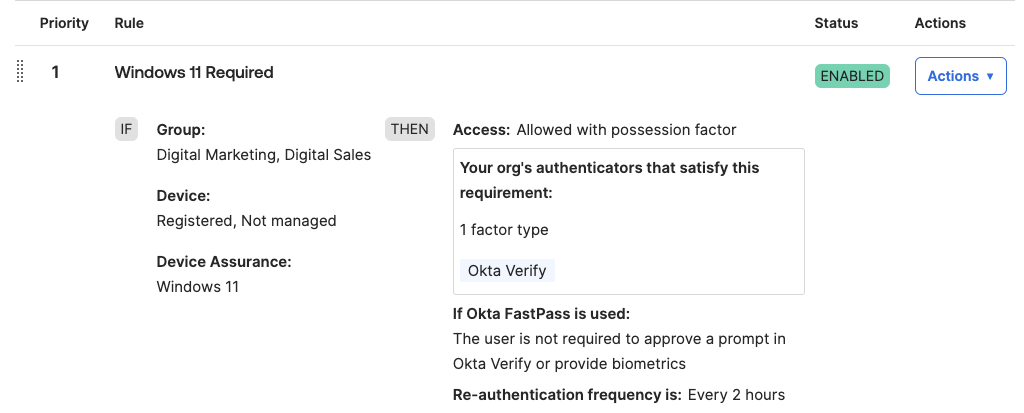 Priority Rule Status Actions
1 Windows 11 Required ENABLED Actions ▼
IF Group: THEN Access: Allowed with possession factor
Digital Marketing, Digital Sales
Your org's authenticators that satisfy this
requirement:
Device:
Registered, Not managed
1 factor type
Device Assurance:
Okta Verify
Windows 11
If Okta FastPass is used:
The user is not required to approve a prompt in
Okta Verify or provide biometrics
Re-authentication frequency is: Every 2 hours